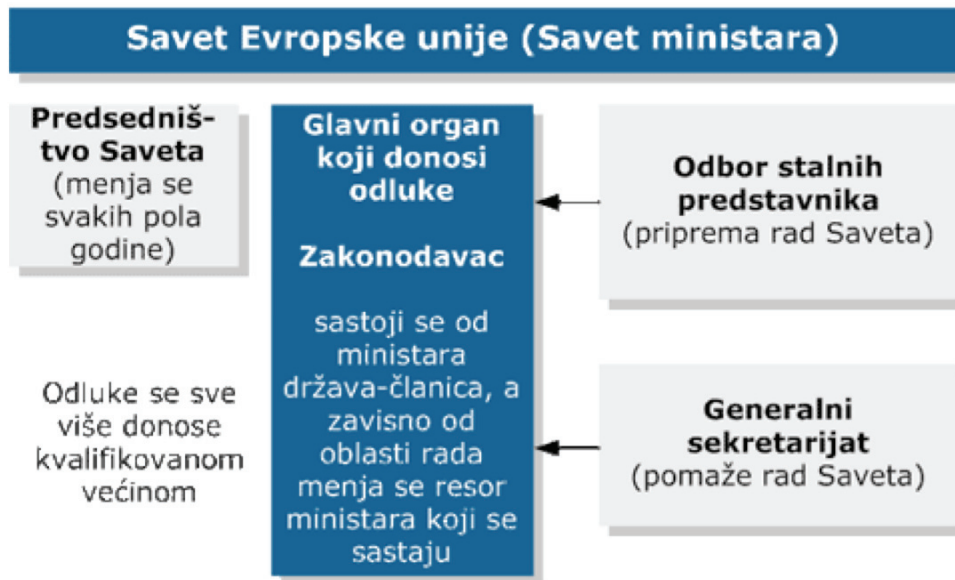 Savet Evropske unije (Savet ministara)
Predsedniš-
tvo Saveta
(menja se
svakih pola
godine)
Odluke se sve
više donose
kvalifikovanom
većinom
Glavni organ
koji donosi
odluke
Zakonodavac
sastoji se od
ministara
država-članica, a
zavisno od
oblasti rada
menja se resor
ministara koji se
sastaju
Odbor stalnih
predstavnika
(priprema rad Saveta)
Generalni
sekretarijat
(pomaže rad Saveta)